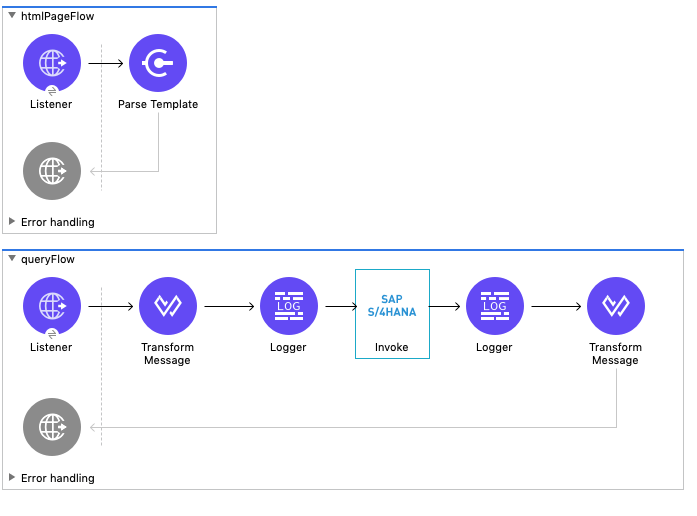 htmlPageFlow
Listener
Parse Template
Error handling
queryFlow
LOG
SAP
S/4HANA
LOG
Listener
Transform
Message
Logger
Invoke
Logger
Transform
Message
Error handling